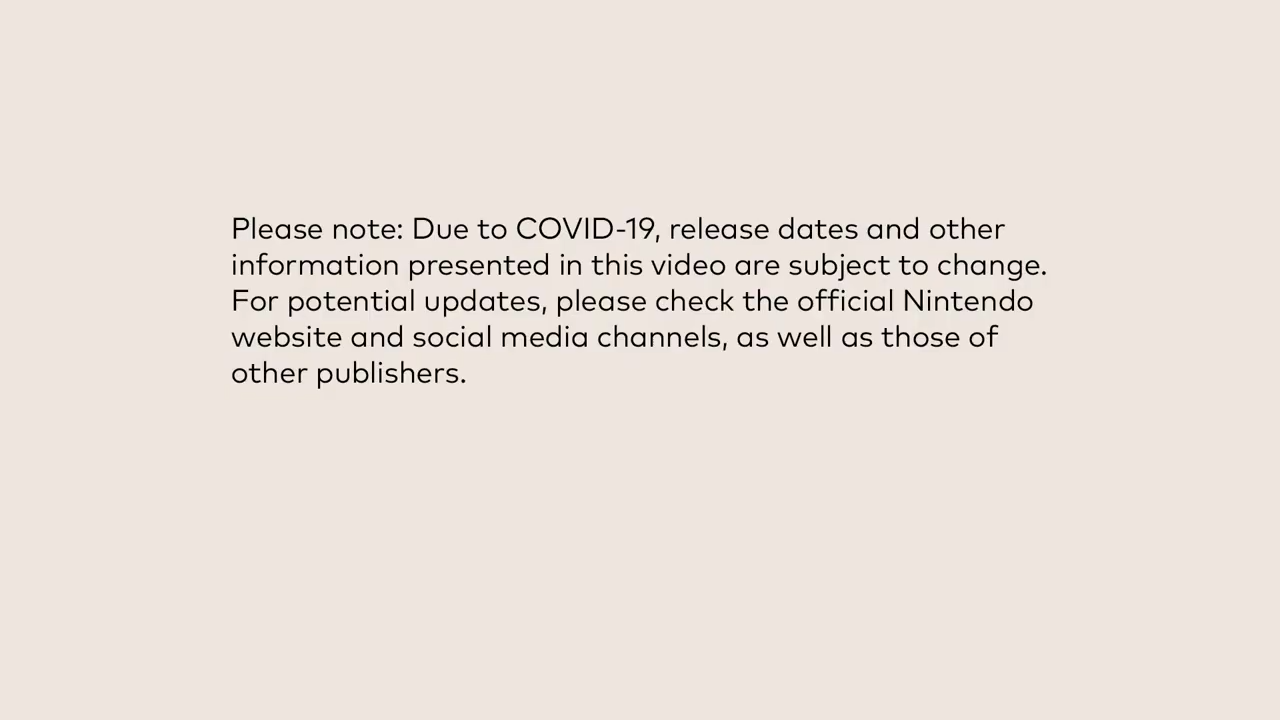 Please note: Due to COVID-19, release dates and other
information presented in this video are subject to change.
For potential updates, please check the official Nintendo
website and social media channels, as well as those of
other publishers.